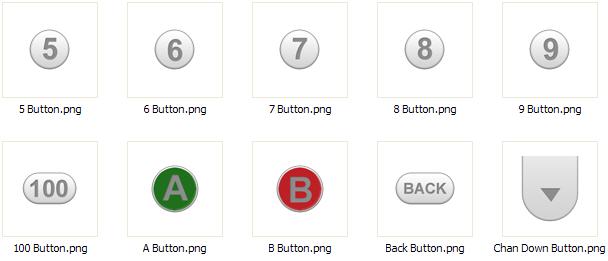 5 6 7 8 9
5 Button.png 6 Button.png 7 Button.png 8 Button.png 9 Button.png
100 A B BACK
100 Button.png A Button.png B Button.png Back Button.png Chan Down Button.png